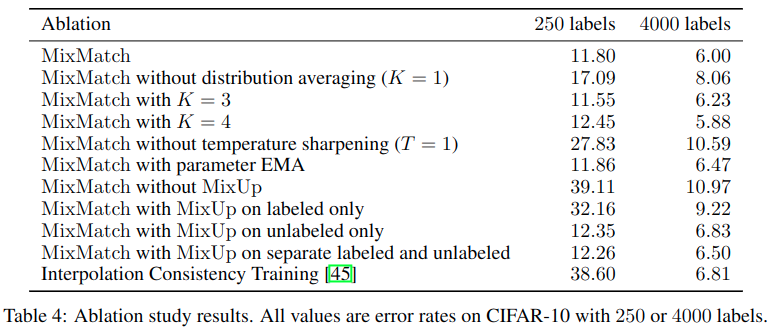 Ablation 250 labels 4000 labels
MixMatch 11.80 6.00
MixMatch without distribution averaging (K = 1) 17.09 8.06
MixMatch with K = 3 11.55 6.23
MixMatch with K = 4 12.45 5.88
MixMatch without temperature sharpening (T = 1) 27.83 10.59
MixMatch with parameter EMA 11.86 6.47
MixMatch without MixUp 39.11 10.97
MixMatch with MixUp on labeled only 32.16 9.22
MixMatch with MixUp on unlabeled only 12.35 6.83
MixMatch with MixUp on separate labeled and unlabeled 12.26 6.50
Interpolation Consistency Training [45] 38.60 6.81
Table 4: Ablation study results. All values are error rates on CIFAR-10 with 250 or 4000 labels.